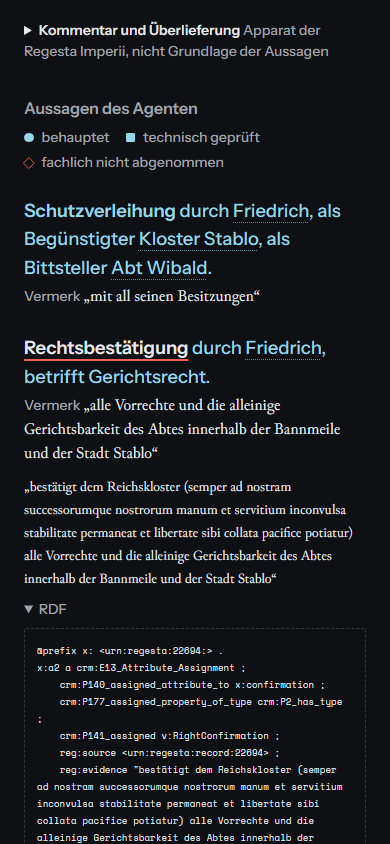 ▶ Kommentar und Überlieferung Apparat der
Regesta Imperii, nicht Grundlage der Aussagen
Aussagen des Agenten
behauptet technisch geprüft
fachlich nicht abgenommen
Schutzverleihung durch Friedrich, als
Begünstigter Kloster Stablo, als
Bittsteller Abt Wibald.
Vermerk „mit all seinen Besitzungen“
Rechtsbestätigung durch Friedrich,
betrifft Gerichtsrecht.
Vermerk „alle Vorrechte und die alleinige
Gerichtsbarkeit des Abtes innerhalb der Bannmeile
und der Stadt Stablo“
„bestätigt dem Reichskloster (semper ad nostram
successorumque nostrorum manum et servitium inconvulsa
stabilitate permaneat et libertate sibi collata pacifice potiatur)
alle Vorrechte und die alleinige Gerichtsbarkeit des Abtes
innerhalb der Bannmeile und der Stadt Stablo“
▼ RDF
@prefix x: <urn:regesta:22694:> .
x:a2 a crm:E13_Attribute_Assignment ;
crm:P140_assigned_attribute_to x:confirmation ;
crm:P177_assigned_property_of_type crm:P2_has_type
;
crm:P141_assigned v:RightConfirmation ;
reg:source <urn:regesta:record:22694> ;
reg:evidence "bestätigt dem Reichskloster (semper
ad nostram successorumque nostrorum manum et servitium
inconvulsa stabilitate permaneat et libertate sibi
collata pacifice potiatur) alle Vorrechte und die
alleinige Gerichtsbarkeit des Abtes innerhalb der